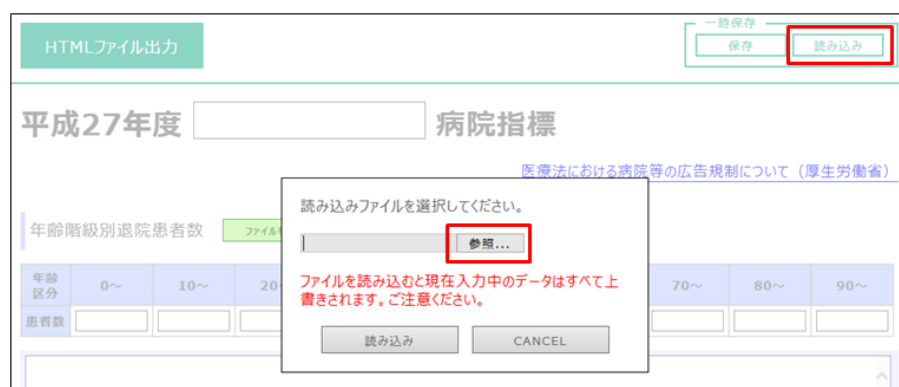 一時保存
HTMLファイル出力
保存
読み込み
平成27年度
病院指標
医療法における病院等の広告規制について（厚生労働省）
読み込みファイルを選択してください。
年齢階級別退院患者数
参照...
年齢
区分
0～
10～
20
70～
80～
90～
ファイルを読み込むと現在入力中のデータはすべて上
書きされます。ご注意ください。
患者数
読み込み
CANCEL